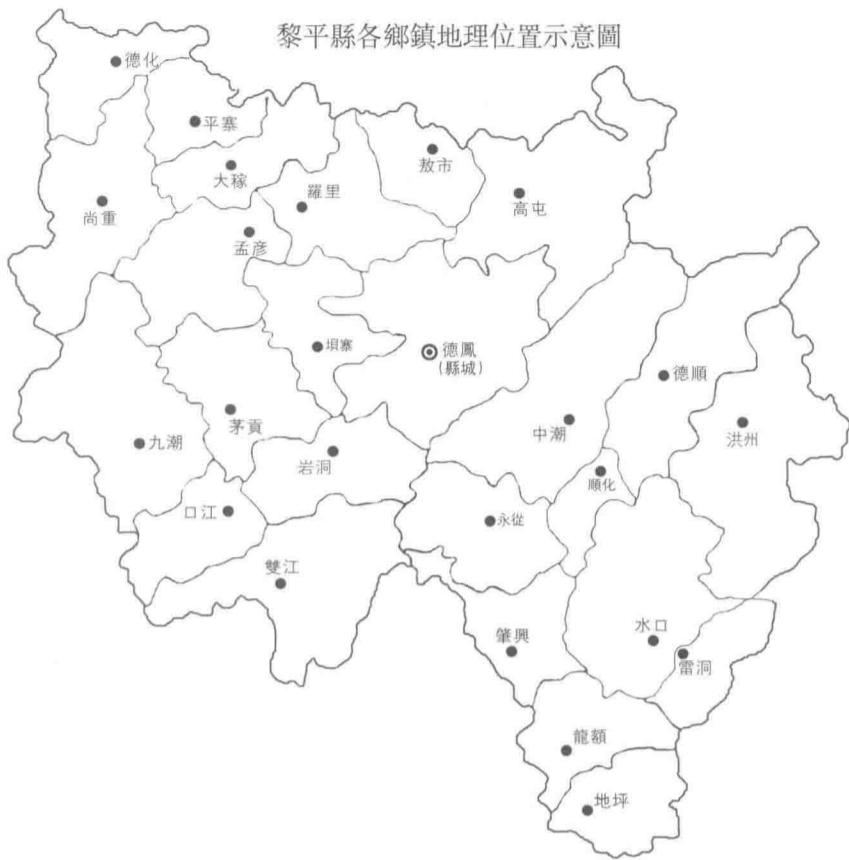 黎平縣各鄉鎮地理位置示意圖
德化
平寨
敖市
大稼
羅里
高屯
尚重
孟彦
垻寨
德鳳
(縣城)
德順
茅貢
中潮
洪州
九潮
岩洞
順化
口江
永從
雙江
水口
肇興
雷洞
龍額
地坪